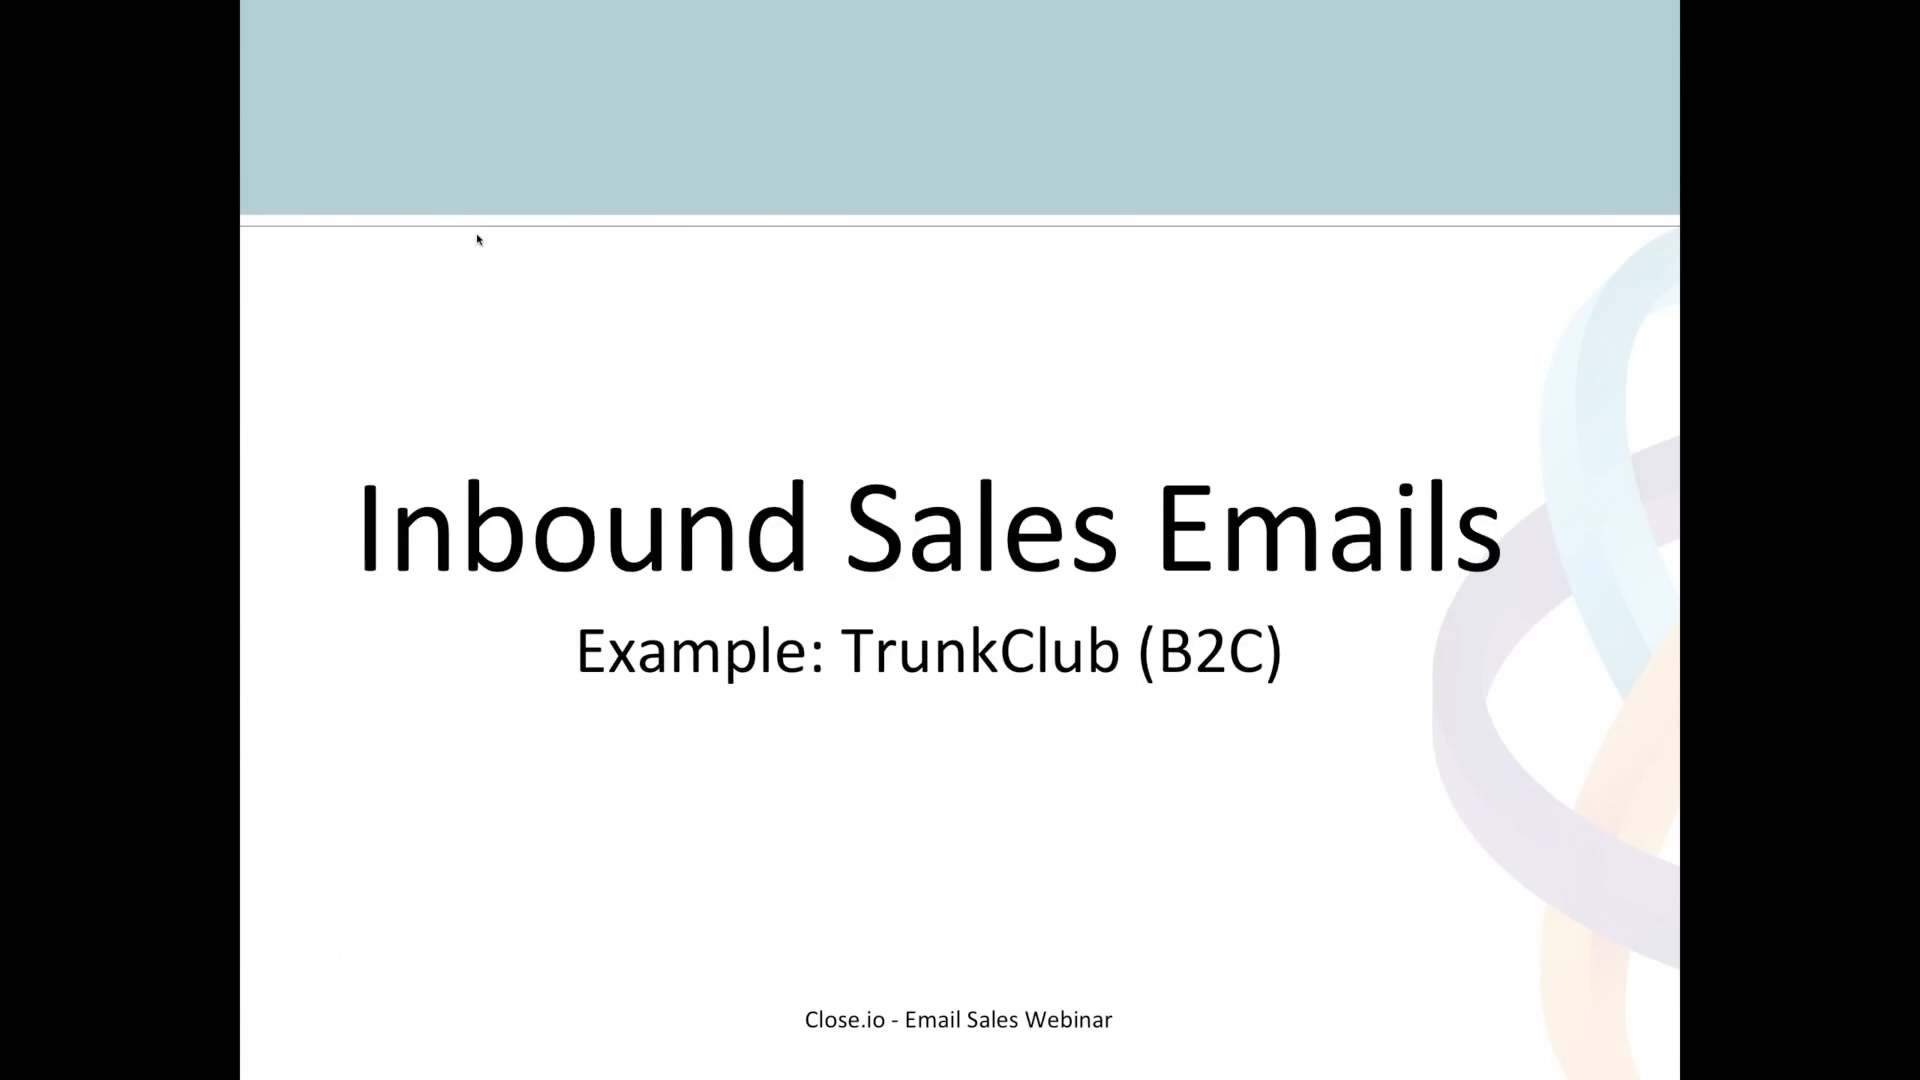 Inbound Sales Emails
Example: TrunkClub (B2C)
Close.io - Email Sales Webinar